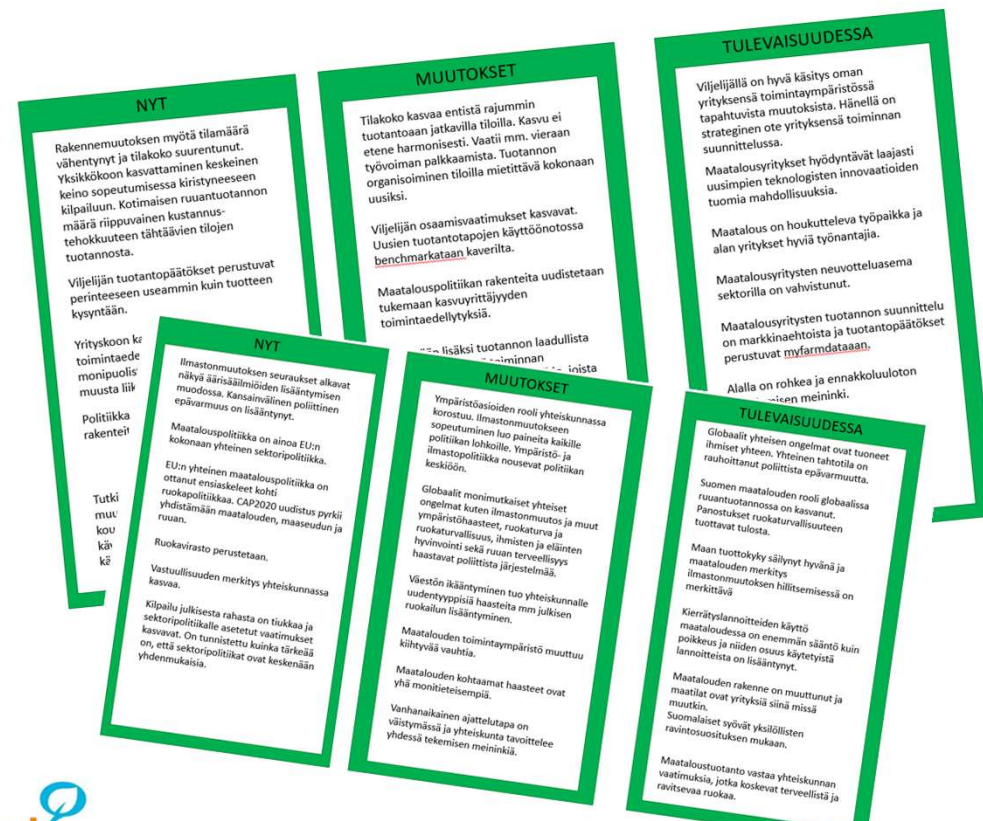 NYT
Rakennemuutoksen myötä tilamäärä
vähentynyt ja tilakoko suurentunut.
Yksikkökoon kasvattaminen keskeinen
keino sopeutumisessa kiristyneeseen
kilpailuun. Kotimaisen ruuantuotannon
määrä riippuvainen kustannus-
tehokkuuteen tähtäävien tilojen
tuotannosta.
Viljelijän tuotantopäätökset perustuvat
perinteeseen useammin kuin tuotteen
kysyntään.
Yrityskoon
toimintaede
monipuolis
muusta
Politiikka
rakenteit
Tutki
muu
kou
MUUTOKSET
Tilakoko kasvaa entistä rajummin
tuotantoaan jatkavilla tiloilla. Kasvu ei
etene harmonisesti. Vaatii mm. vieraan
työvoiman palkkaamista. Tuotannon
organisoiminen tiloilla mietittävä kokonaan
uusiksi.
Viljelijän osaamisvaatimukset kasvavat.
Uusien tuotantotapojen käyttöönotossa
benchmarkataan kaverilta.
Maatalouspolitiikan rakenteita uudistetaan
tukemaan kasvuyrittäjyyden
toimintaedellytyksiä.
lisäksi tuotannon laadullista
TULEVAISUUDESSA
Viljelijällä on hyvä käsitys oman
yrityksensä toimintaympäristössä
tapahtuvista muutoksista. Hänellä on
strateginen ote yrityksensä toiminnan
suunnittelussa.
Maatalousyritykset hyödyntävät laajasti
uusimpien teknologisten innovaatioiden
tuomia mahdollisuuksia.
Maatalous on houkutteleva työpaikka ja
alan yritykset hyviä työnantajia.
Maatalousyritysten neuvotteluasema
sektorilla on vahvistunut.
Maatalousyritysten tuotannon suunnittelu
on markkinaehtoista ja tuotantopäätökset
perustuvat myfarmdataaan.
Alalla on rohkea ja ennakkoluuloton
meininki.
NYT
Ilmastonmuutoksen seuraukset alkavat
näkyä äärisääilmiöiden lisääntymisen
muodossa. Kansainvälinen poliittinen
epävarmuus on lisääntynyt.
Maatalouspolitiikka on ainoa EU:n
kokonaan yhteinen sektoripolitiikka.
EU:n yhteinen maatalouspolitiikka on
ottanut ensiaskeleet kohti
ruokapolitiikkaa. CAP2020 uudistus pyrkii
yhdistämään maatalouden, maaseudun ja
ruuan.
Ruokavirasto perustetaan.
Vastuullisuuden merkitys yhteiskunnassa
kasvaa.
Kilpailu julkisesta rahasta on tiukkaa ja
sektoripolitiikalle asetetut vaatimukset
kasvavat. On tunnistettu kuinka tärkeää
on, että sektoripolitiikat ovat keskenään
yhdenmukaisia.
MUUTOKSET
Ympäristöasioiden rooli yhteiskunnassa
korostuu. Ilmastonmuutokseen
sopeutuminen luo paineita kaikille
politiikan lohkoille. Ympäristö- ja
ilmastopolitiikka nousevat politiikan
keskiöön.
Globaalit monimutkaiset yhteiset
ongelmat kuten ilmastonmuutos ja muut
ympäristöhaasteet, ruokaturva ja
ruokaturvallisuus, ihmisten ja eläinten
hyvinvointi sekä ruuan terveellisyys
haastavat poliittista järjestelmää.
Väestön ikääntyminen tuo yhteiskunnalle
uudentyyppisiä haasteita mm julkisen
ruokailun lisääntyminen.
Maatalouden toimintaympäristö muuttuu
kiihtyvää vauhtia.
Maatalouden kohtaamat haasteet ovat
yhä monitieteisempiä.
Vanhanaikainen ajattelutapa on
väistymässä ja yhteiskunta tavoittelee
yhdessä tekemisen meininkiä.
TULEVAISUUDESSA
Globaalit yhteisen ongelmat ovat tuoneet
ihmiset yhteen. Yhteinen tahtotila on
rauhoittanut poliittista epävarmuutta.
Suomen maatalouden rooli globaalissa
ruuantuotannossa on kasvanut.
Panostukset ruokaturvallisuuteen
tuottavat tulosta.
Maan tuottokyky säilynyt hyvänä ja
maatalouden merkitys
ilmastonmuutoksen hillitsemisessä on
merkittävä
Kierrätyslannoitteiden käyttö
maataloudessa on enemmän sääntö kuin
poikkeus ja niiden osuus käytetyistä
lannoitteista on lisääntynyt.
Maatalouden rakenne on muuttunut ja
maatilat ovat yrityksiä siinä missä
muutkin.
Suomalaiset syövät yksilöllisten
ravintosuosituksen mukaan.
Maataloustuotanto vastaa yhteiskunnan
vaatimuksia, jotka koskevat terveellistä ja
ravitsevaa ruokaa.